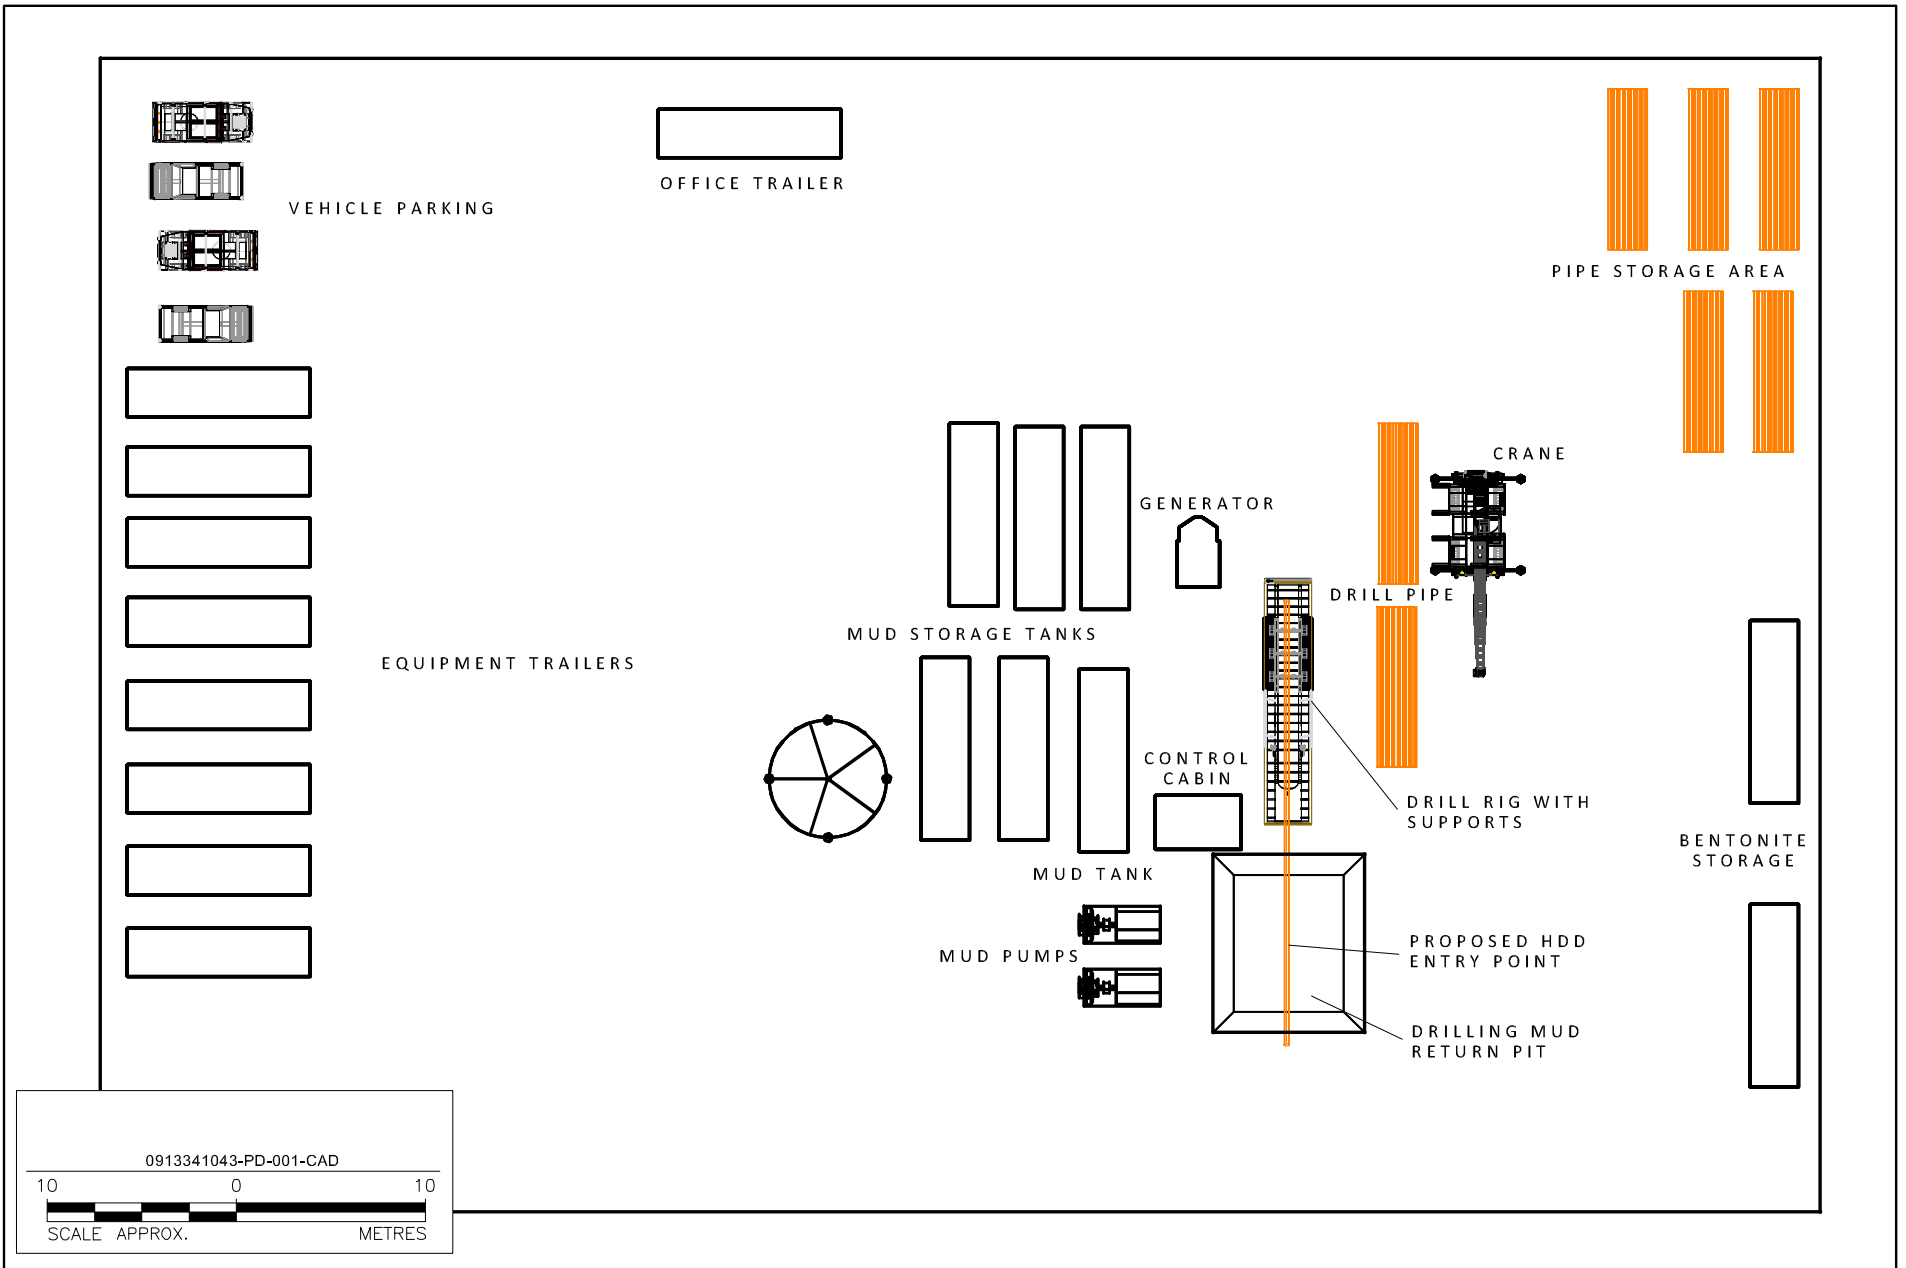 OFFICE TRAILER
VEHICLE PARKING
PIPE STORAGE AREA
CRANE
GENERATOR
DRILL PIPE
MUD STORAGE TANKS
EQUIPMENT TRAILERS
CONTROL
CABIN
DRILL RIG WITH
SUPPORTS
BENTONITE
STORAGE
MUD TANK
MUD PUMPS
PROPOSED HDD
ENTRY POINT
DRILLING MUD
RETURN PIT
0913341043-PD-001-CAD
10 0 10
SCALE APPROX. METRES